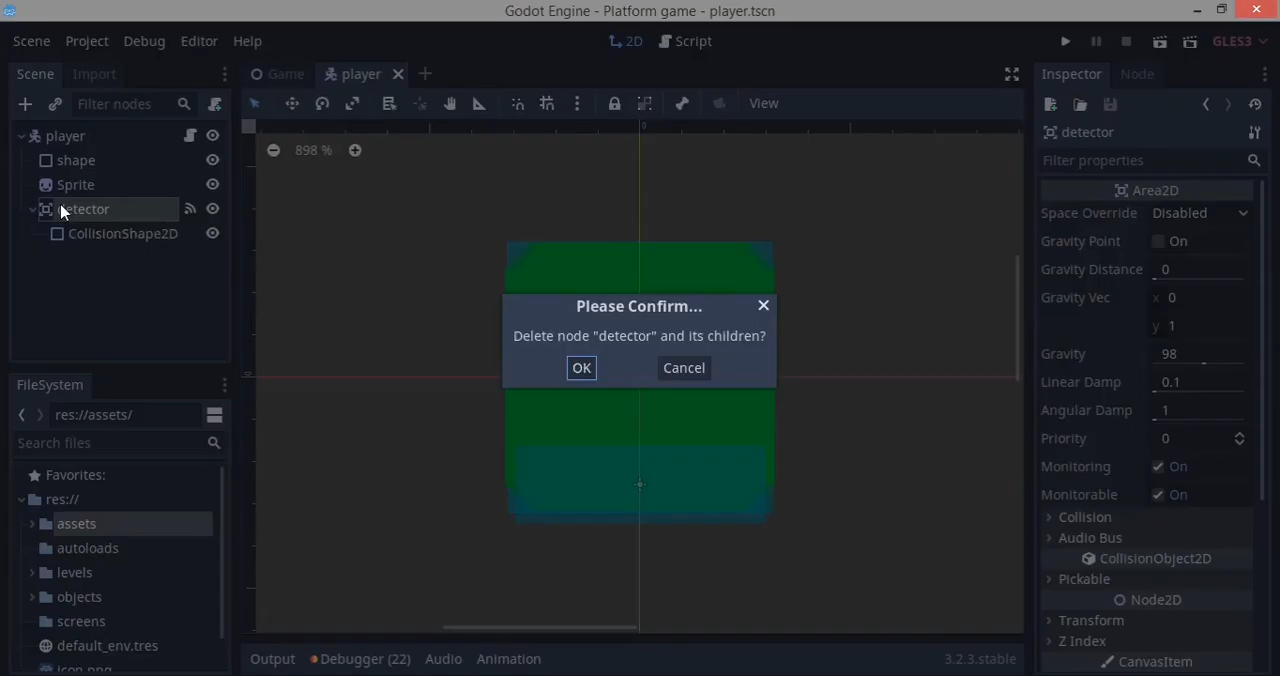 Godot Engine - Platform game - player.tscn
Scene Project Debug Editor Help
2D Script
GLES3
Scene Import
Game player
Inspector Node
Filter nodes
View
player
shape
Sprite
detector
CollisionShape2D
898 %
0
0
Please Confirm...
Delete node "detector" and its children?
OK Cancel
detector
Filter properties
Area2D
Space Override Disabled
Gravity Point On
Gravity Distance 0
Gravity Vec x 0
y 1
Gravity 98
Linear Damp 0.1
Angular Damp 1
Priority 0
Monitoring On
Monitorable On
Collision
Audio Bus
CollisionObject2D
Pickable
Node2D
Transform
Z Index
CanvasItem
FileSystem
res://assets/
Search files
Favorites:
res://
assets
autoloads
levels
objects
screens
default_env.tres
icon.png
Output Debugger (22) Audio Animation 3.2.3.stable